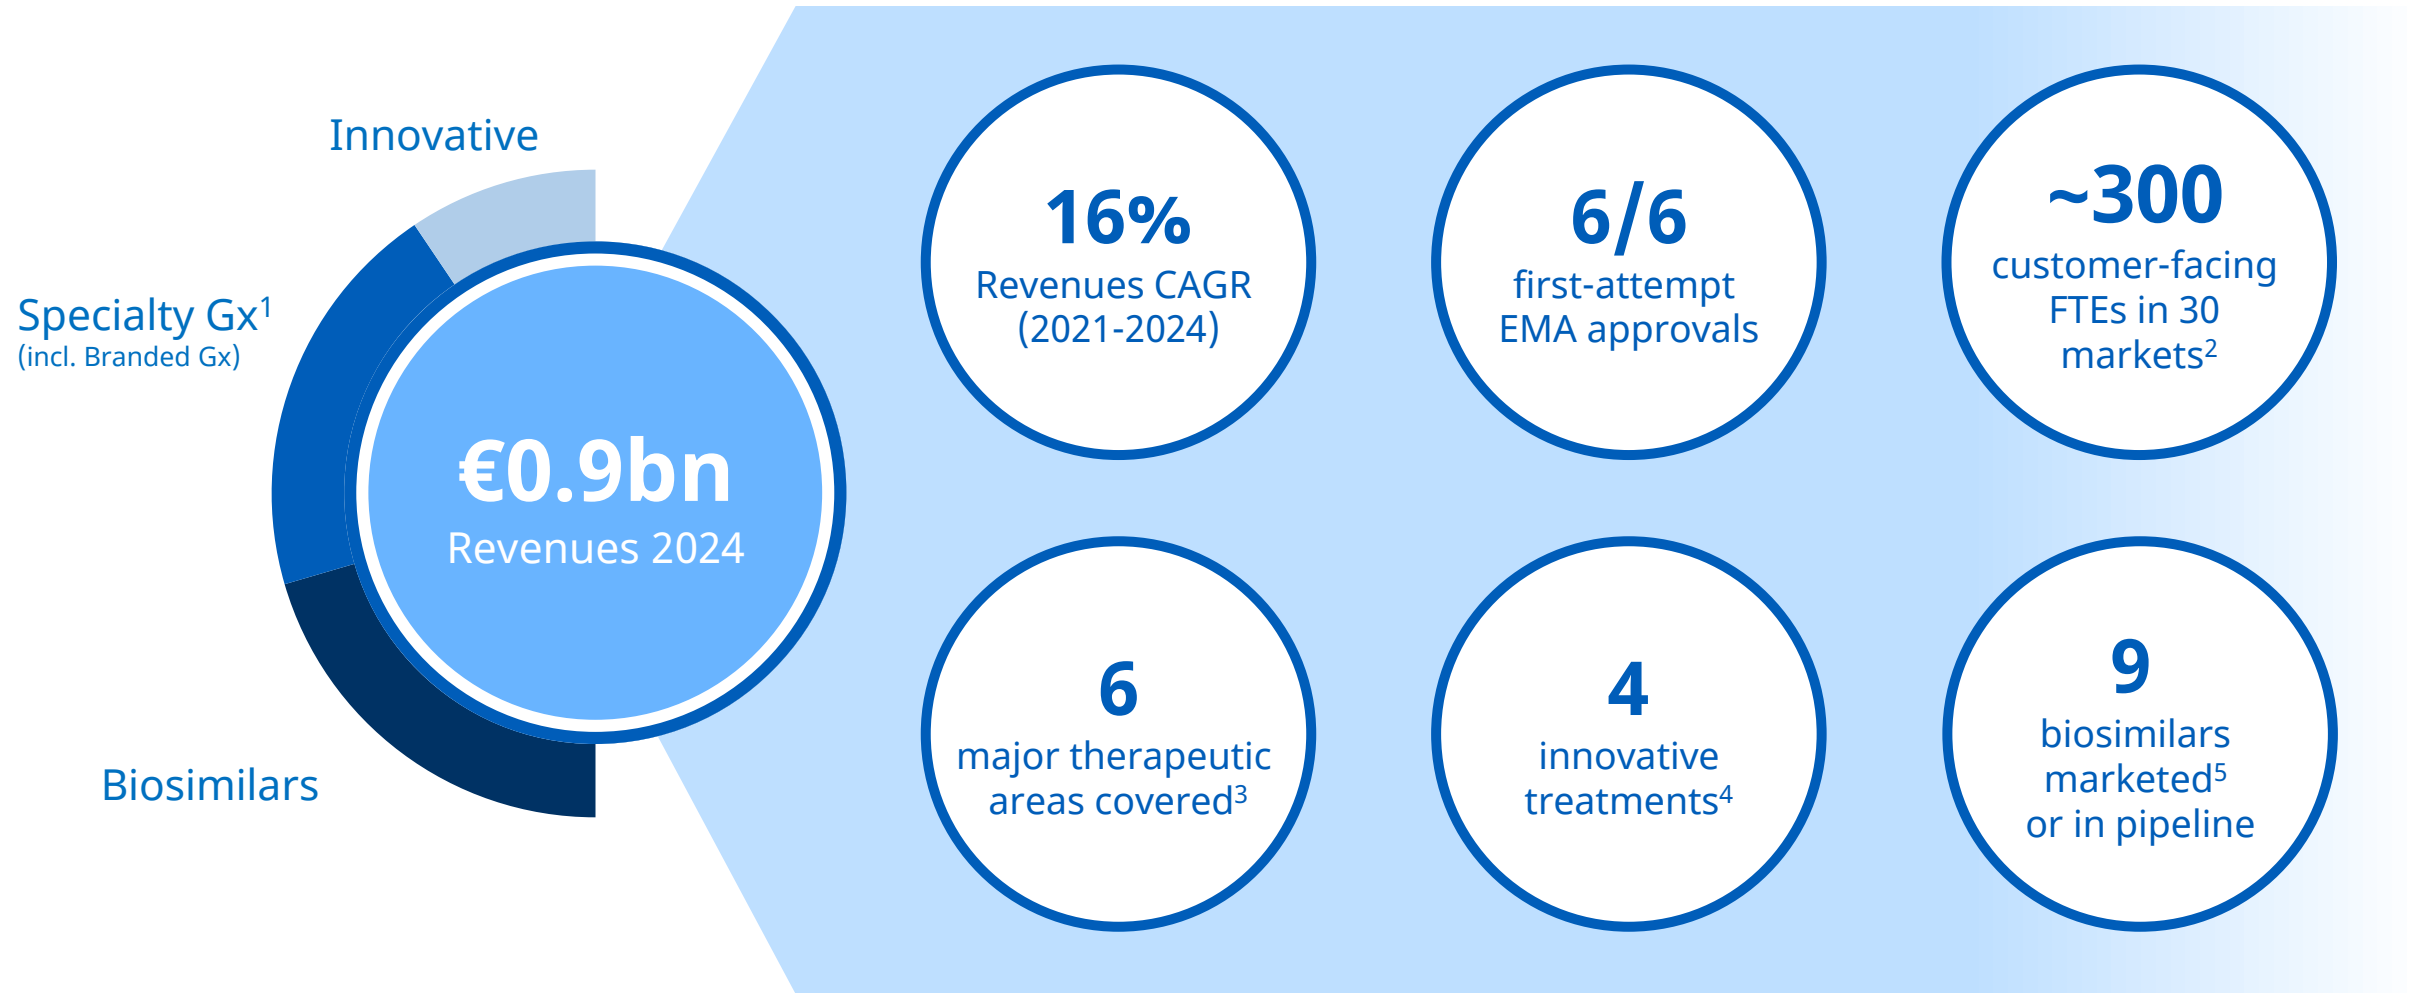 Innovative
Specialty Gx¹
(incl. Branded Gx)
Biosimilars
€0.9bn
Revenues 2024
16%
Revenues CAGR
(2021-2024)
6/6
first-attempt
EMA approvals
~300
customer-facing
FTEs in 30
markets²
6
major therapeutic
areas covered³
4
innovative
treatments⁴
9
biosimilars
marketed⁵
or in pipeline